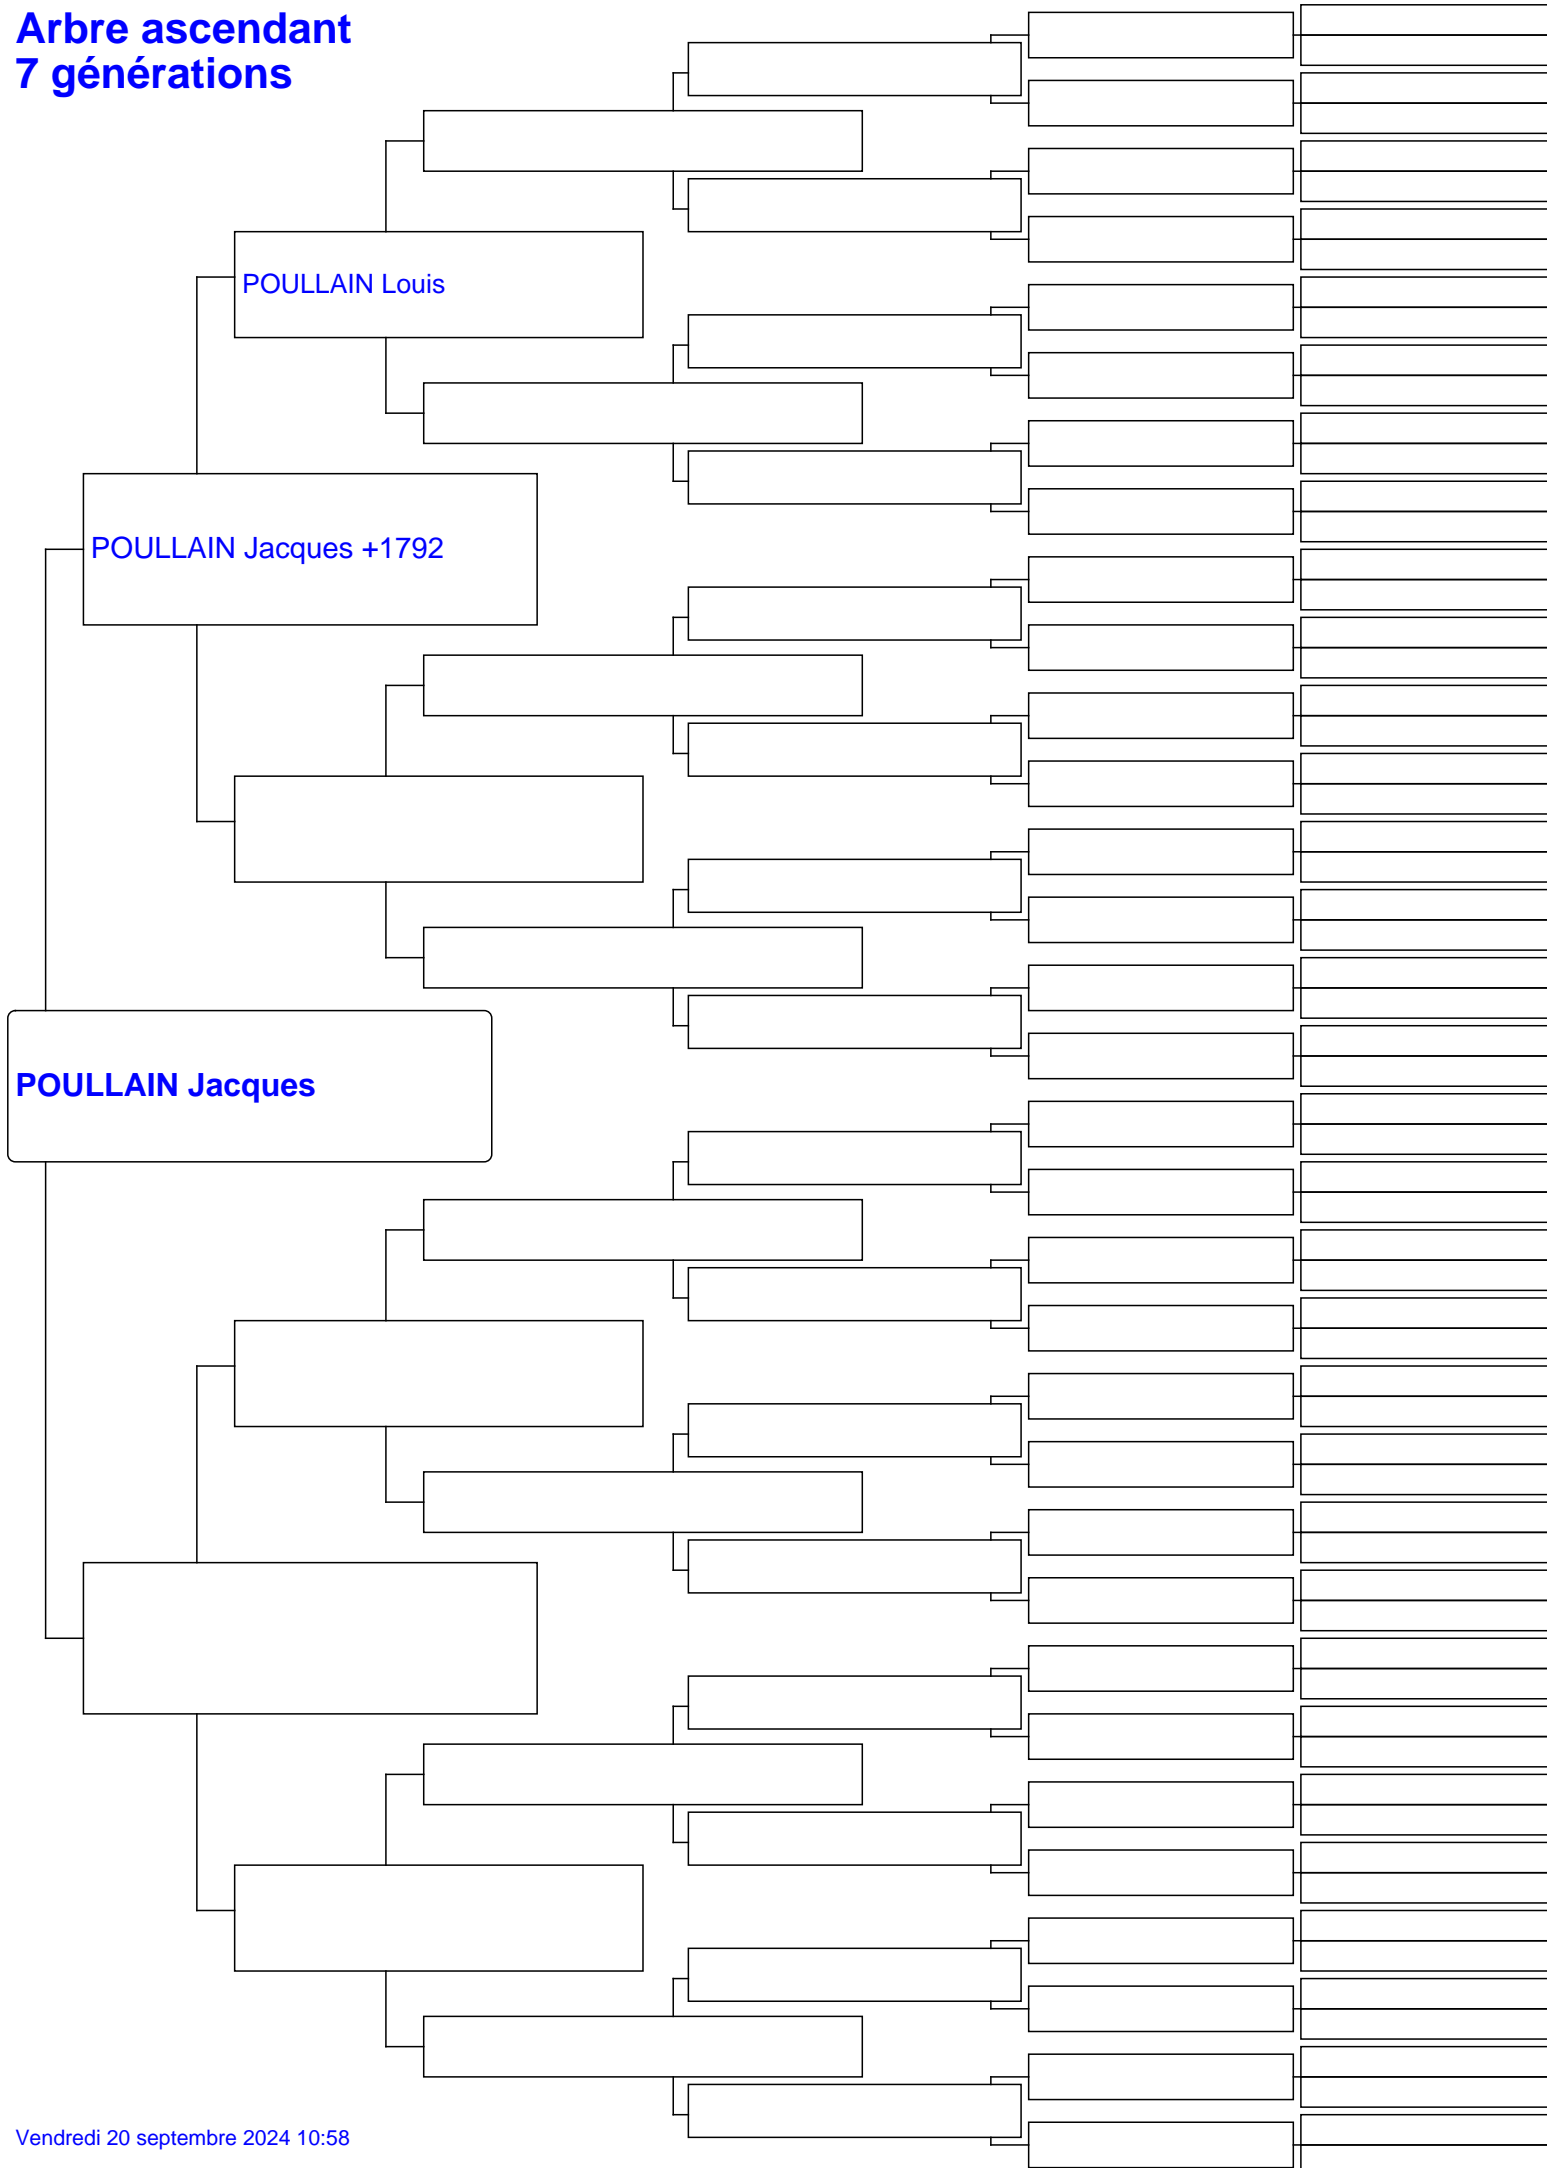 Arbre ascendant
7 générations
POULLAIN Louis
POULLAIN Jacques +1792
POULLAIN Jacques
Vendredi 20 septembre 2024 10:58